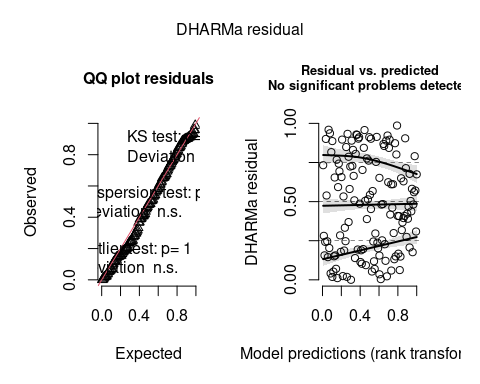 DHARMa residual
QQ plot residuals
KS test:
Deviation
spersion test: p
eviation n.s.
tlier test: p= 1
viation n.s.
Observed
0.0 0.4 0.8
0.0 0.4 0.8
Expected
Residual vs. predicted
No significant problems detecte
DHARMa residual
0.00 0.50 1.00
0.0 0.4 0.8
Model predictions (rank transfor